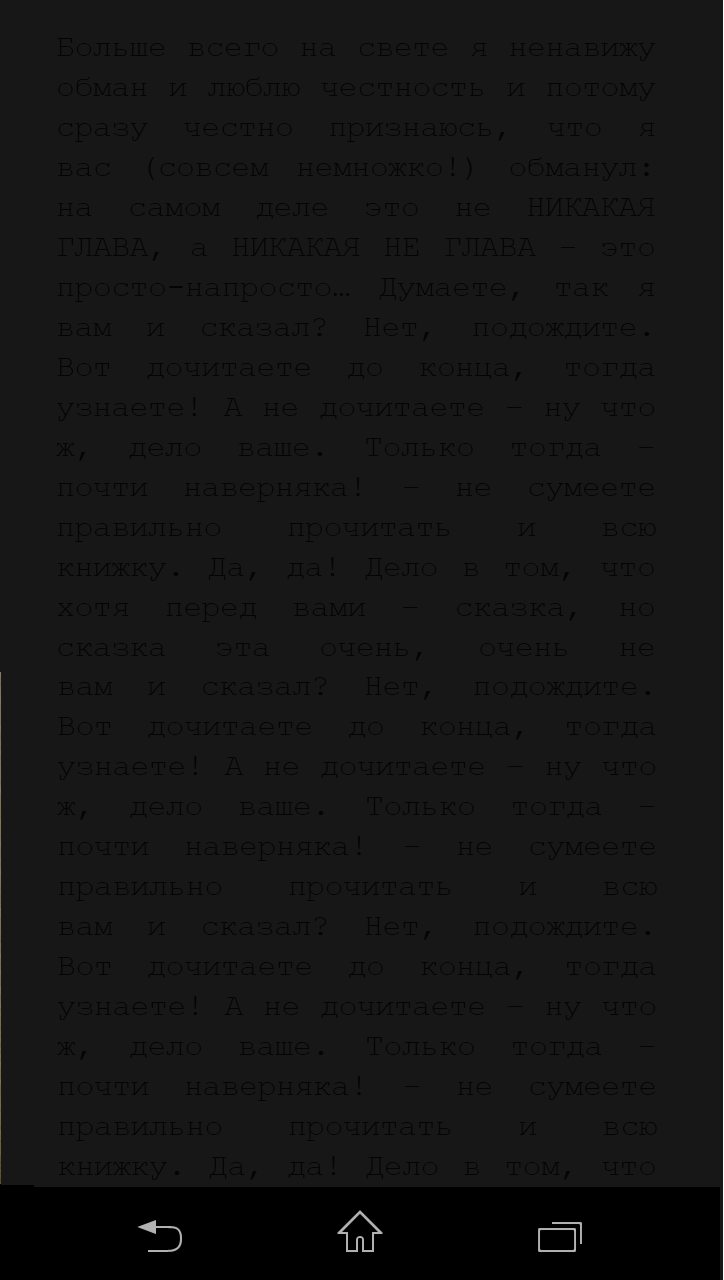 Больше всего на свете я ненавижу
обман и люблю честность и потому
сразу честно признаюсь, что я
вас (совсем немножко!) обманул:
на самом деле это не НИКАКАЯ
ГЛАВА, а НИКАКАЯ НЕ ГЛАВА – это
просто-напросто… Думаете, так я
вам и сказал? Нет, подождите.
Вот дочитаете до конца, тогда
узнаете! А не дочитаете – ну что
ж, дело ваше. Только тогда –
почти наверняка! – не сумеете
правильно прочитать и всю
книжку. Да, да! Дело в том, что
хотя перед вами – сказка, но
сказка эта очень, очень не
вам и сказал? Нет, подождите.
Вот дочитаете до конца, тогда
узнаете! А не дочитаете – ну что
ж, дело ваше. Только тогда –
почти наверняка! – не сумеете
правильно прочитать и всю
вам и сказал? Нет, подождите.
Вот дочитаете до конца, тогда
узнаете! А не дочитаете – ну что
ж, дело ваше. Только тогда –
почти наверняка! – не сумеете
правильно прочитать и всю
книжку. Да, да! Дело в том, что